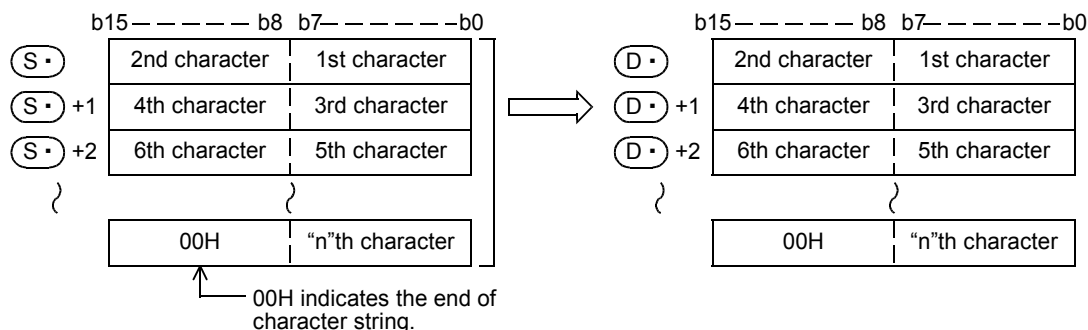 b15 — — — — — b8 b7 — — — — — b0 b15 — — — — — b8 b7 — — — — — b0
S・ 2nd character 1st character D・ 2nd character 1st character
S・ +1 4th character 3rd character D・ +1 4th character 3rd character
S・ +2 6th character 5th character D・ +2 6th character 5th character
00H “n”th character 00H “n”th character
00H indicates the end of
character string.